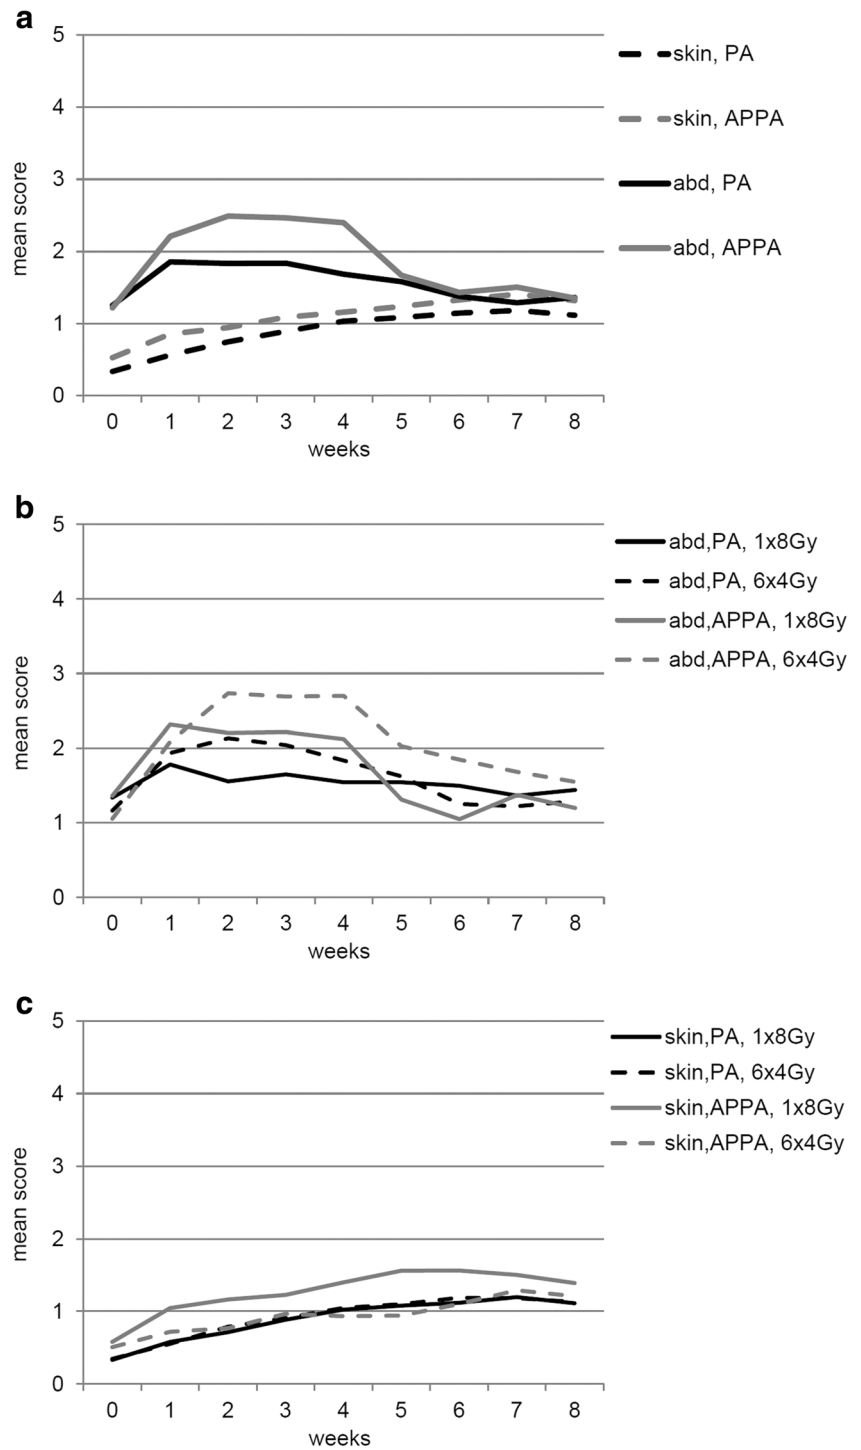 a
5
4
3
2
1
0
mean score
0 1 2 3 4 5 6 7 8
weeks
skin, PA
skin, APPA
abd, PA
abd, APPA
b
5
4
3
2
1
0
mean score
0 1 2 3 4 5 6 7 8
weeks
abd,PA, 1x8Gy
abd,PA, 6x4Gy
abd,APPA, 1x8Gy
abd,APPA, 6x4Gy
c
5
4
3
2
1
0
mean score
0 1 2 3 4 5 6 7 8
weeks
skin,PA, 1x8Gy
skin,PA, 6x4Gy
skin,APPA, 1x8Gy
skin,APPA, 6x4Gy